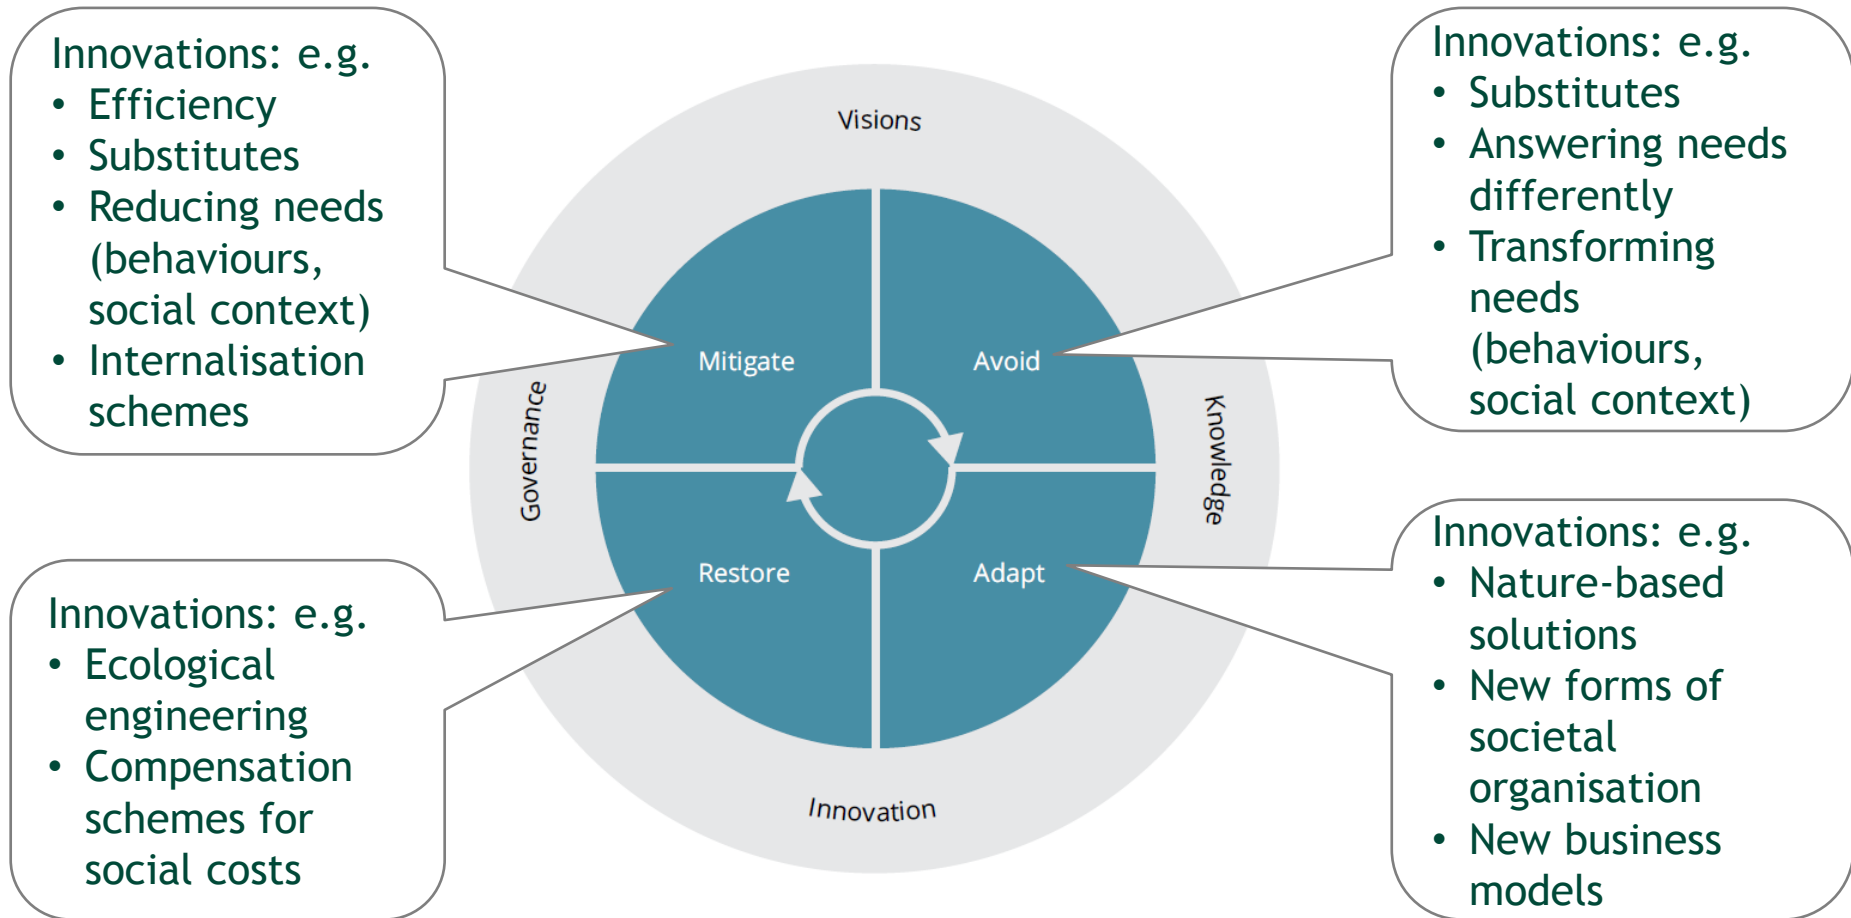 Innovations: e.g.
• Efficiency
• Substitutes
• Reducing needs
(behaviours,
social context)
• Internalisation
schemes
Innovations: e.g.
• Substitutes
• Answering needs
differently
• Transforming
needs
(behaviours,
social context)
Visions
Mitigate
Avoid
Governance
Knowledge
Restore
Adapt
Innovation
Innovations: e.g.
• Ecological
engineering
• Compensation
schemes for
social costs
Innovations: e.g.
• Nature-based
solutions
• New forms of
societal
organisation
• New business
models